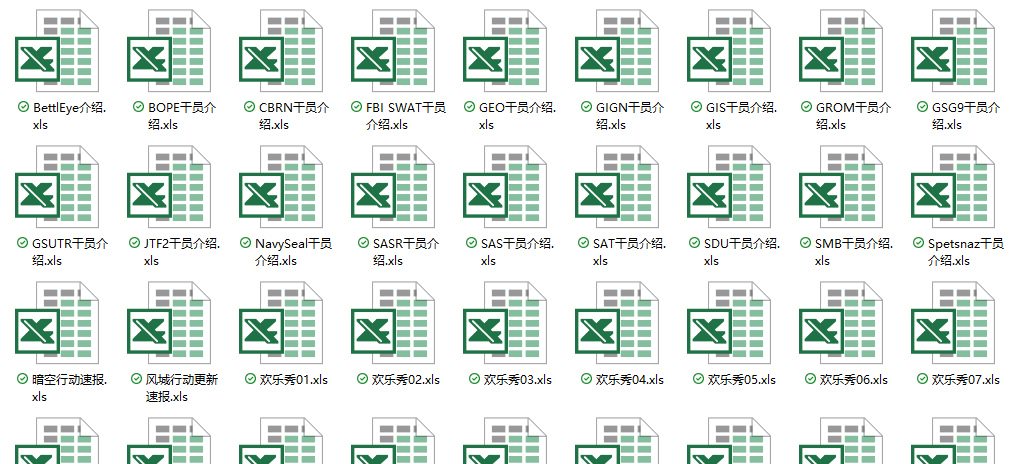 BettlEye介绍.
xls
BOPE干员介
绍.xls
CBRN干员介
绍.xls
FBI SWAT干员
介绍.xls
GEO干员介绍.
xls
GIGN干员介
绍.xls
GIS干员介绍.
xls
GROM干员介
绍.xls
GSG9干员介
绍.xls
GSUTR干员介
绍.xls
JTF2干员介绍.
xls
NavySeal干员
介绍.xls
SASR干员介
绍.xls
SAS干员介绍.
xls
SAT干员介绍.
xls
SDU干员介绍.
xls
SMB干员介绍.
xls
Spetsnaz干员
介绍.xls
暗空行动速报.
xls
风城行动更新
速报.xls
欢乐秀01.xls
欢乐秀02.xls
欢乐秀03.xls
欢乐秀04.xls
欢乐秀05.xls
欢乐秀06.xls
欢乐秀07.xls